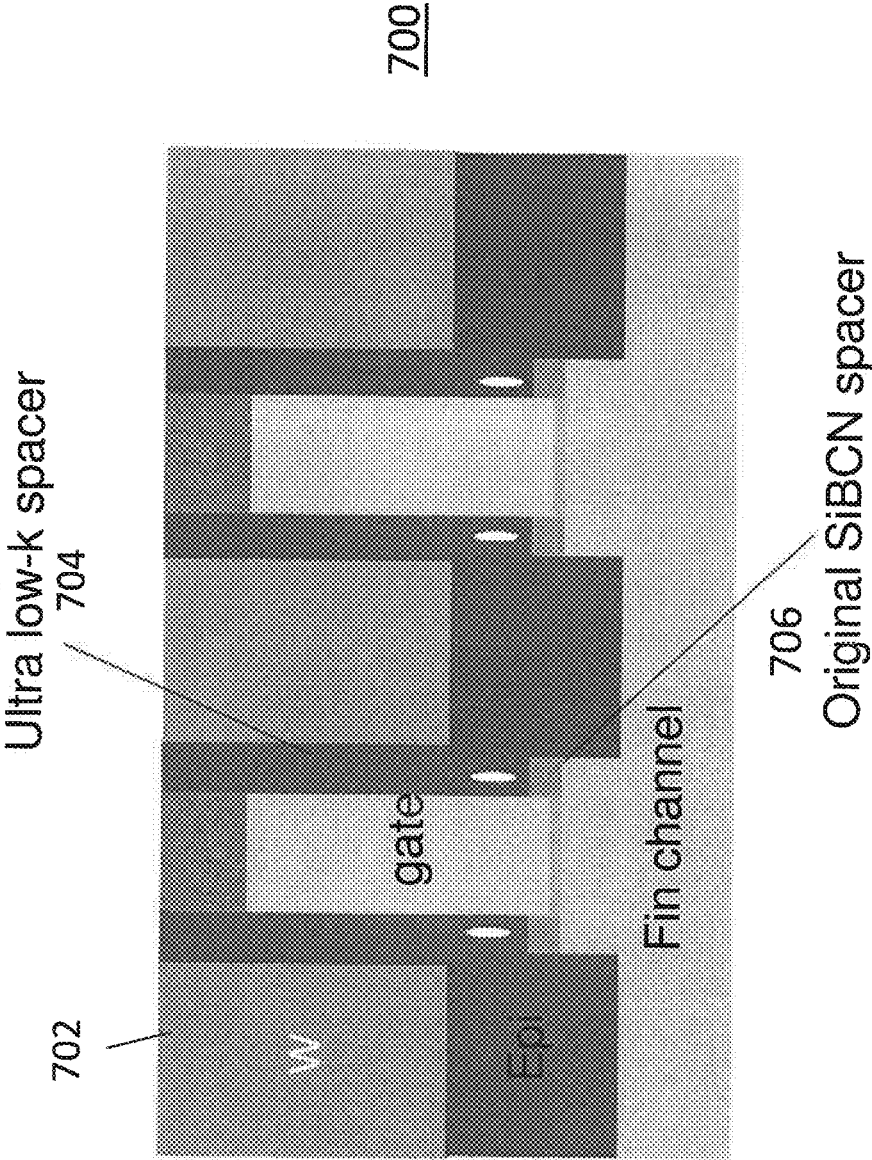 700
Ultra low-k spacer
704
702
W
gate
Epi
Fin channel
706
Original SiBCN spacer